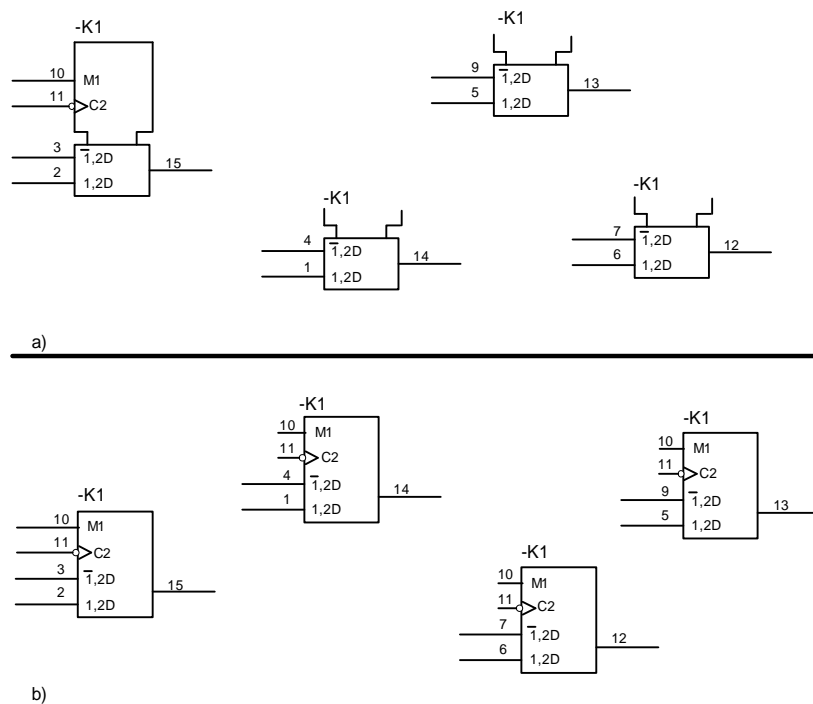 -K1
10 M1
11 C2
3 1̅,2D
15
2 1,2D
-K1
9 1̅,2D
13
5 1,2D
-K1
4 1̅,2D
14
1 1,2D
-K1
7 1̅,2D
12
6 1,2D
a)
-K1
10 M1
11 C2
4 1̅,2D
14
1 1,2D
-K1
10 M1
11 C2
9 1̅,2D
13
5 1,2D
-K1
10 M1
11 C2
3 1̅,2D
15
2 1,2D
-K1
10 M1
11 C2
7 1̅,2D
12
6 1,2D
b)